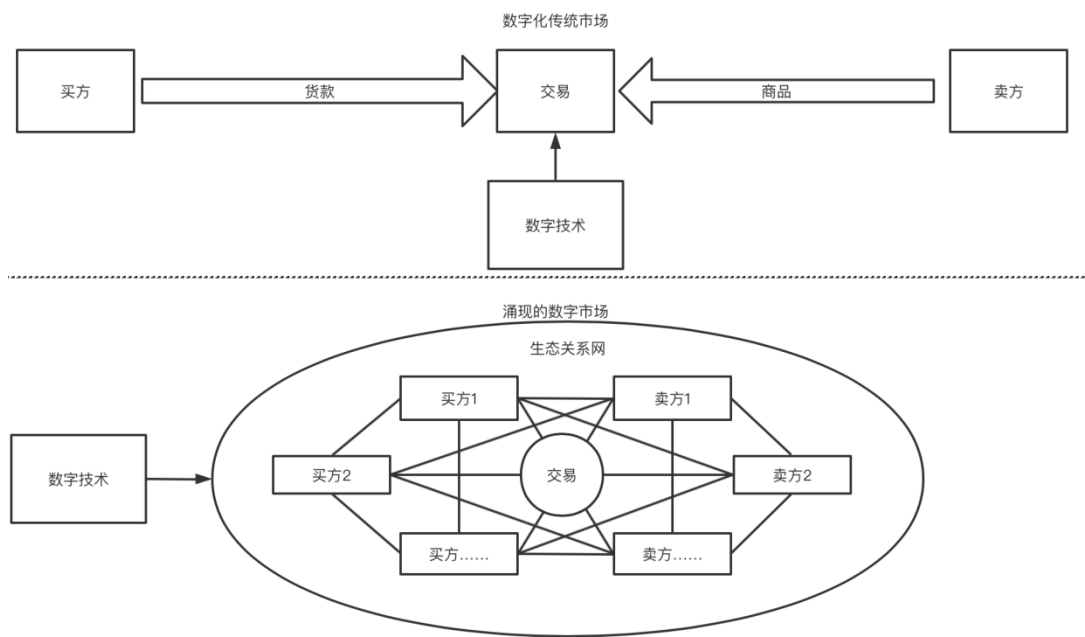 数字化传统市场
买方
货款
交易
商品
卖方
数字技术
涌现的数字市场
生态关系网
买方1
卖方1
数字技术
买方2
交易
卖方2
买方……
卖方……